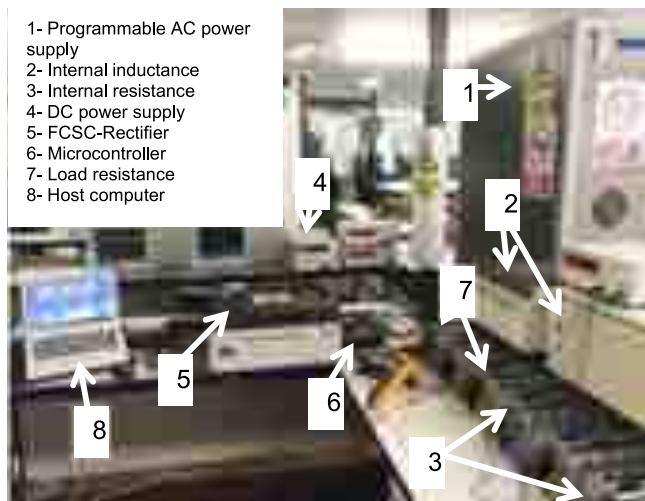 1- Programmable AC power
supply
2- Internal inductance
3- Internal resistance
4- DC power supply
5- FCSC-Rectifier
6- Microcontroller
7- Load resistance
8- Host computer
1
4
2
7
5
6
8
3